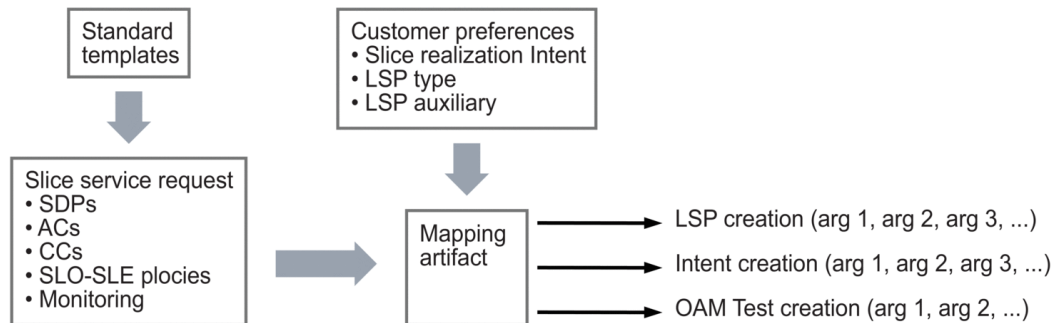 Standard
templates
Customer preferences
• Slice realization Intent
• LSP type
• LSP auxiliary
Slice service request
• SDPs
• ACs
• CCs
• SLO-SLE plocies
• Monitoring
Mapping
artifact
LSP creation (arg 1, arg 2, arg 3, ...)
Intent creation (arg 1, arg 2, arg 3, ...)
OAM Test creation (arg 1, arg 2, ...)